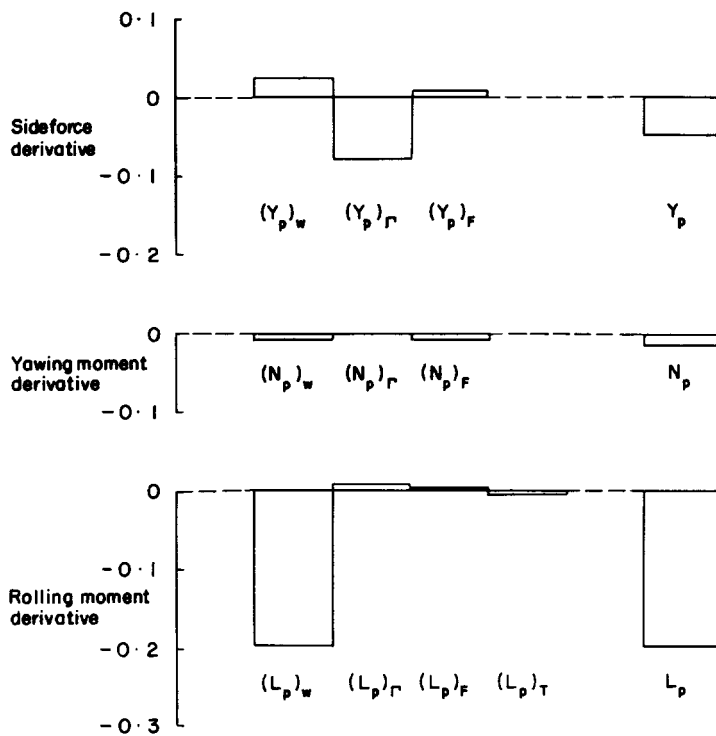 0·1
0
Sideforce
derivative
-0·1
(Y_p)_w (Y_p)_Γ (Y_p)_F Y_p
-0·2
0
Yawing moment
derivative
(N_p)_w (N_p)_Γ (N_p)_F N_p
-0·1
0
-0·1
Rolling moment
derivative
-0·2
(L_p)_w (L_p)_Γ (L_p)_F (L_p)_T L_p
-0·3